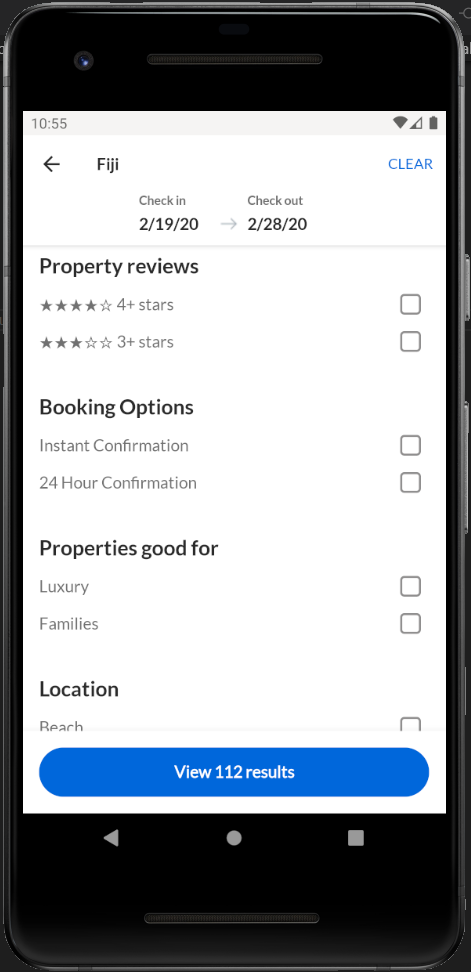 10:55
Fiji
CLEAR
Check in
Check out
2/19/20
2/28/20
Property reviews
4+ stars
3+ stars
Booking Options
Instant Confirmation
24 Hour Confirmation
Properties good for
Luxury
Families
Location
Beach
View 112 results